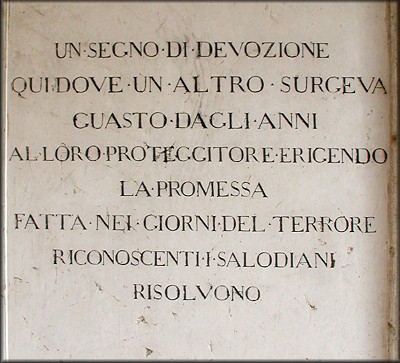 UN·SEGNO·DI·DEVOZIONE
QUI·DOVE·UN·ALTRO·SURGEVA
GUASTO·DAGLI·ANNI
AL·LORO·PROTEGGITORE·ERIGENDO
LA·PROMESSA
FATTA·NEI·GIORNI·DEL·TERRORE
RICONOSCENTI·I·SALODIANI
RISOLVONO